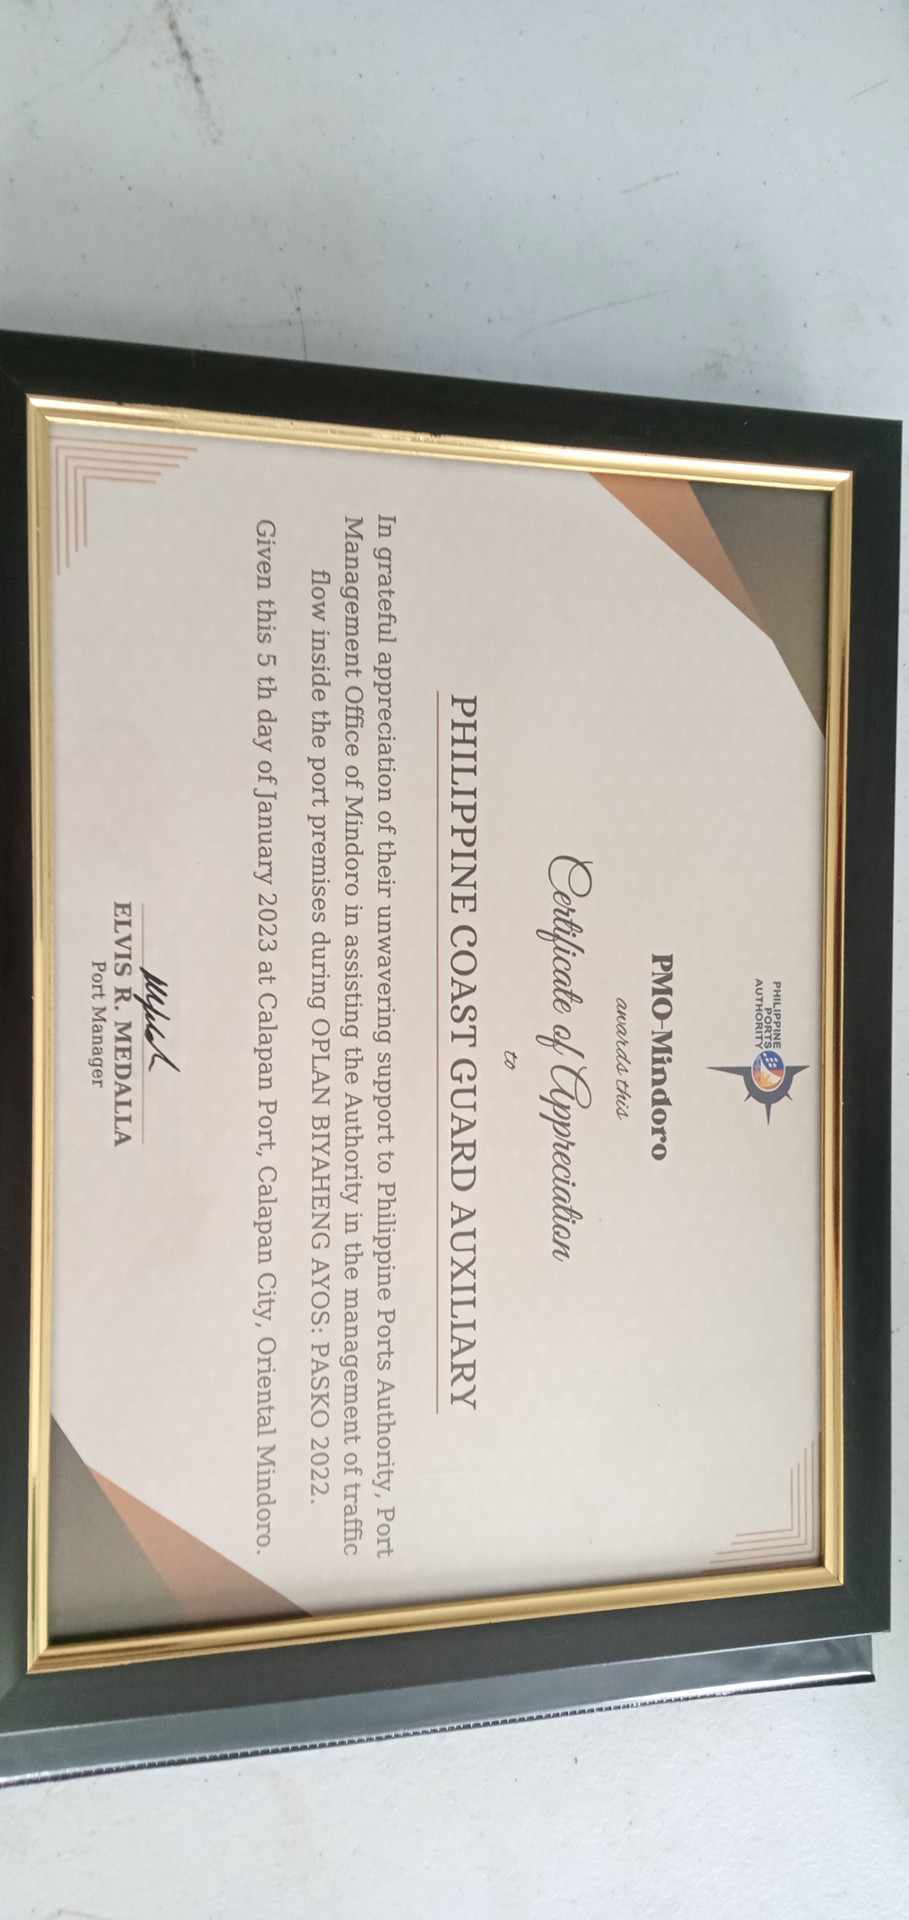 PHILIPPINE
PORTS
AUTHORITY
PMO-Mindoro
awards this
Certificate of Appreciation
to
PHILIPPINE COAST GUARD AUXILIARY
In grateful appreciation of their unwavering support to Philippine Ports Authority, Port
Management Office of Mindoro in assisting the Authority in the management of traffic
flow inside the port premises during OPLAN BIYAHENG AYOS: PASKO 2022.
Given this 5 th day of January 2023 at Calapan Port, Calapan City, Oriental Mindoro.
ELVIS R. MEDALLA
Port Manager